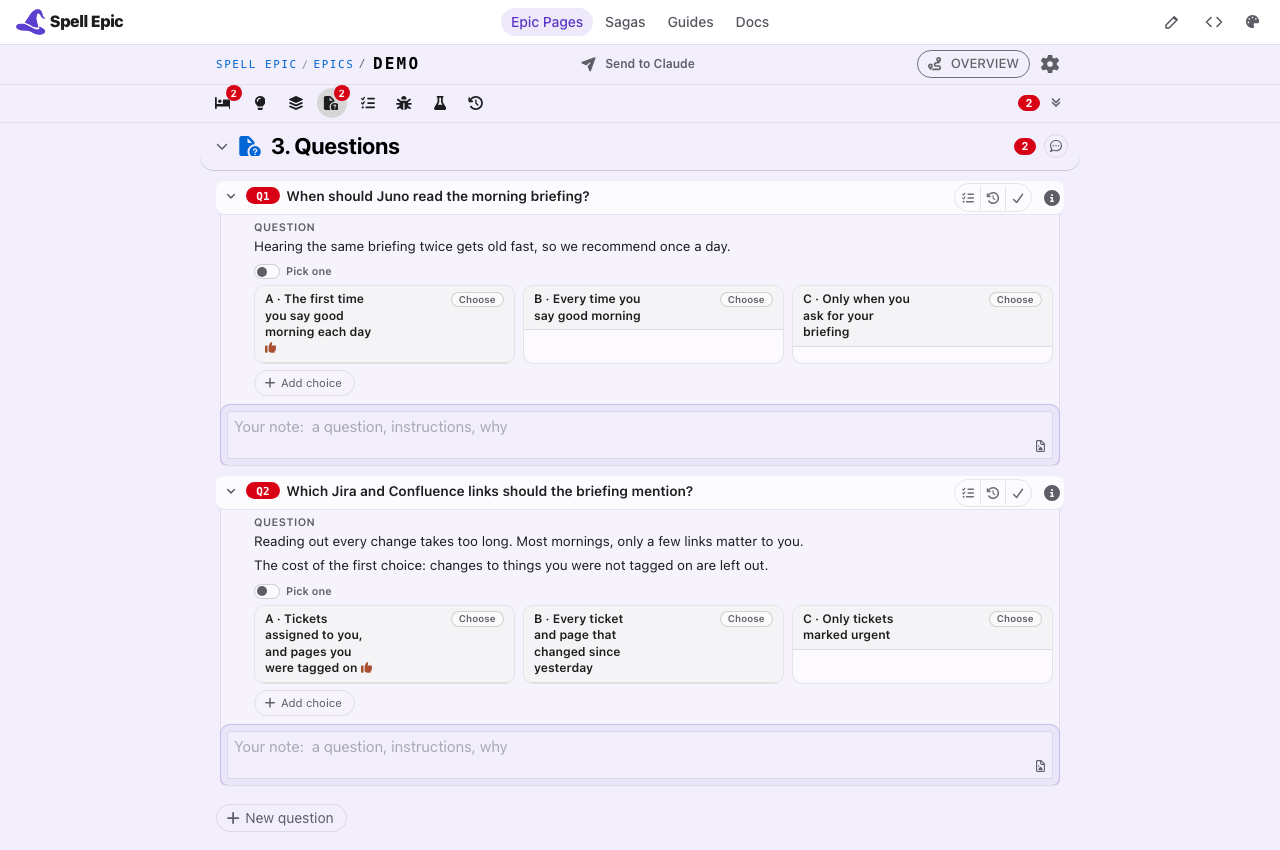 Spell Epic
Epic Pages
Sagas
Guides
Docs
SPELL EPIC / EPICS / DEMO
Send to Claude
OVERVIEW
2
2
2
3. Questions
2
Q1 When should Juno read the morning briefing?
QUESTION
Hearing the same briefing twice gets old fast, so we recommend once a day.
Pick one
A · The first time
you say good
morning each day
Choose
B · Every time you
say good morning
Choose
C · Only when you
ask for your
briefing
Choose
+ Add choice
Your note: a question, instructions, why
Q2 Which Jira and Confluence links should the briefing mention?
QUESTION
Reading out every change takes too long. Most mornings, only a few links matter to you.
The cost of the first choice: changes to things you were not tagged on are left out.
Pick one
A · Tickets
assigned to you,
and pages you
were tagged on
Choose
B · Every ticket
and page that
changed since
yesterday
Choose
C · Only tickets
marked urgent
Choose
+ Add choice
Your note: a question, instructions, why
+ New question